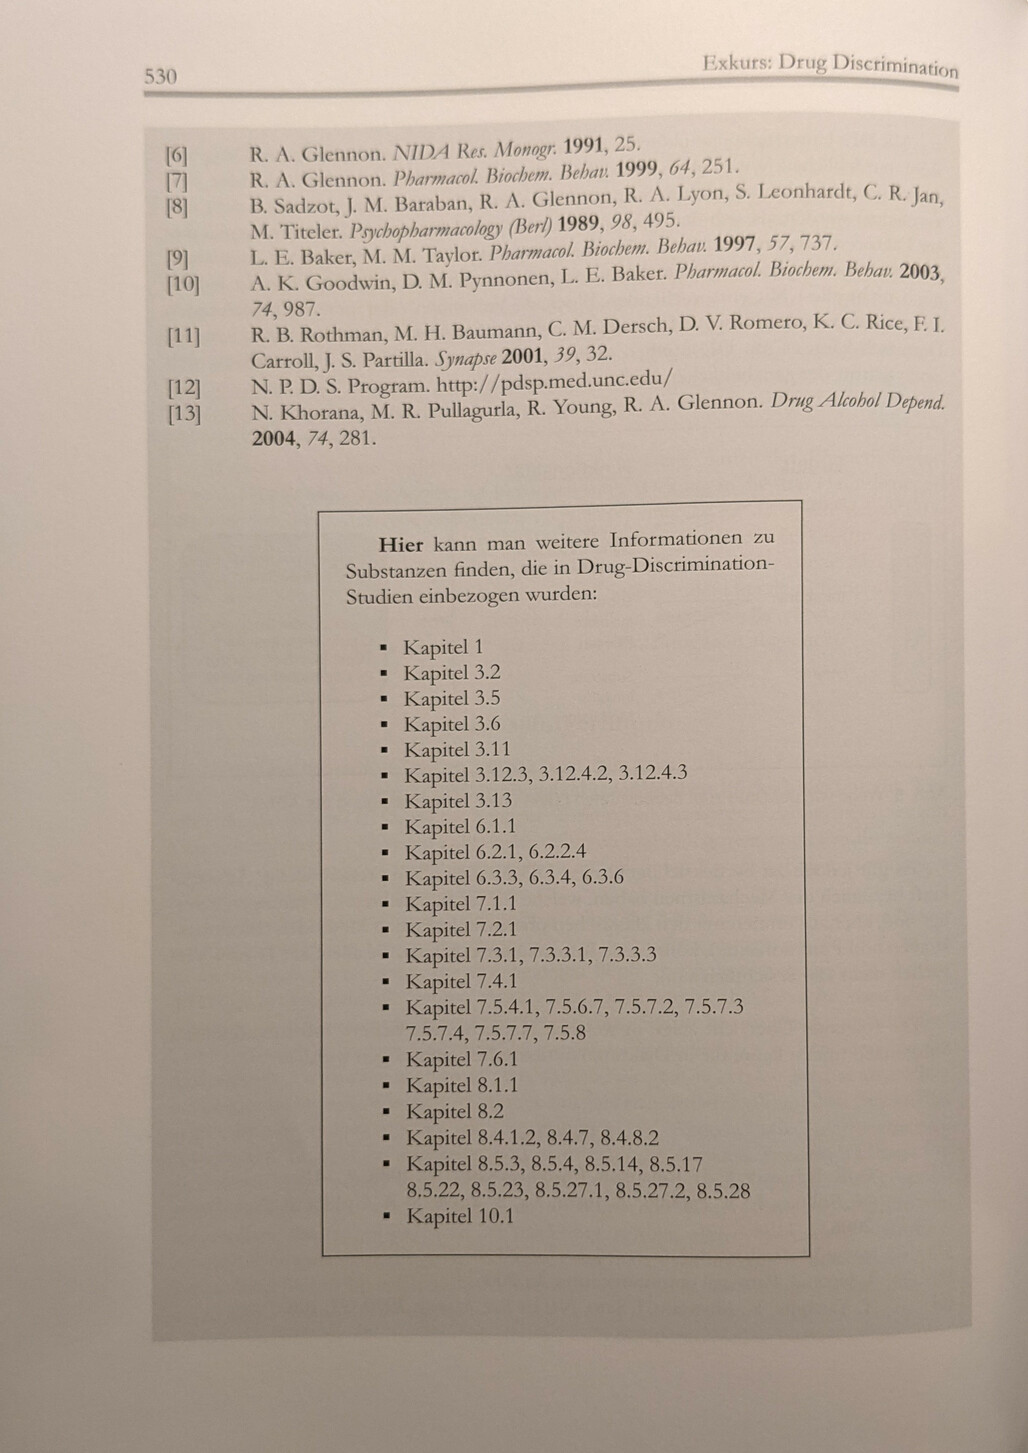 530
Exkurs: Drug Discrimination
[6] R. A. Glennon. NIDA Res. Monogr. 1991, 25.
[7] R. A. Glennon. Pharmacol. Biochem. Behav. 1999, 64, 251.
[8] B. Sadzot, J. M. Baraban, R. A. Glennon, R. A. Lyon, S. Leonhardt, C. R. Jan,
M. Titeler. Psychopharmacology (Berl) 1989, 98, 495.
[9] L. E. Baker, M. M. Taylor. Pharmacol. Biochem. Behav. 1997, 57, 737.
[10] A. K. Goodwin, D. M. Pynnonen, L. E. Baker. Pharmacol. Biochem. Behav. 2003,
74, 987.
[11] R. B. Rothman, M. H. Baumann, C. M. Dersch, D. V. Romero, K. C. Rice, F. I.
Carroll, J. S. Partilla. Synapse 2001, 39, 32.
[12] N. P. D. S. Program. http://pdsp.med.unc.edu/
[13] N. Khorana, M. R. Pullagurla, R. Young, R. A. Glennon. Drug Alcohol Depend.
2004, 74, 281.
Hier kann man weitere Informationen zu
Substanzen finden, die in Drug-Discrimination-
Studien einbezogen wurden:
▪ Kapitel 1
▪ Kapitel 3.2
▪ Kapitel 3.5
▪ Kapitel 3.6
▪ Kapitel 3.11
▪ Kapitel 3.12.3, 3.12.4.2, 3.12.4.3
▪ Kapitel 3.13
▪ Kapitel 6.1.1
▪ Kapitel 6.2.1, 6.2.2.4
▪ Kapitel 6.3.3, 6.3.4, 6.3.6
▪ Kapitel 7.1.1
▪ Kapitel 7.2.1
▪ Kapitel 7.3.1, 7.3.3.1, 7.3.3.3
▪ Kapitel 7.4.1
▪ Kapitel 7.5.4.1, 7.5.6.7, 7.5.7.2, 7.5.7.3
7.5.7.4, 7.5.7.7, 7.5.8
▪ Kapitel 7.6.1
▪ Kapitel 8.1.1
▪ Kapitel 8.2
▪ Kapitel 8.4.1.2, 8.4.7, 8.4.8.2
▪ Kapitel 8.5.3, 8.5.4, 8.5.14, 8.5.17
8.5.22, 8.5.23, 8.5.27.1, 8.5.27.2, 8.5.28
▪ Kapitel 10.1